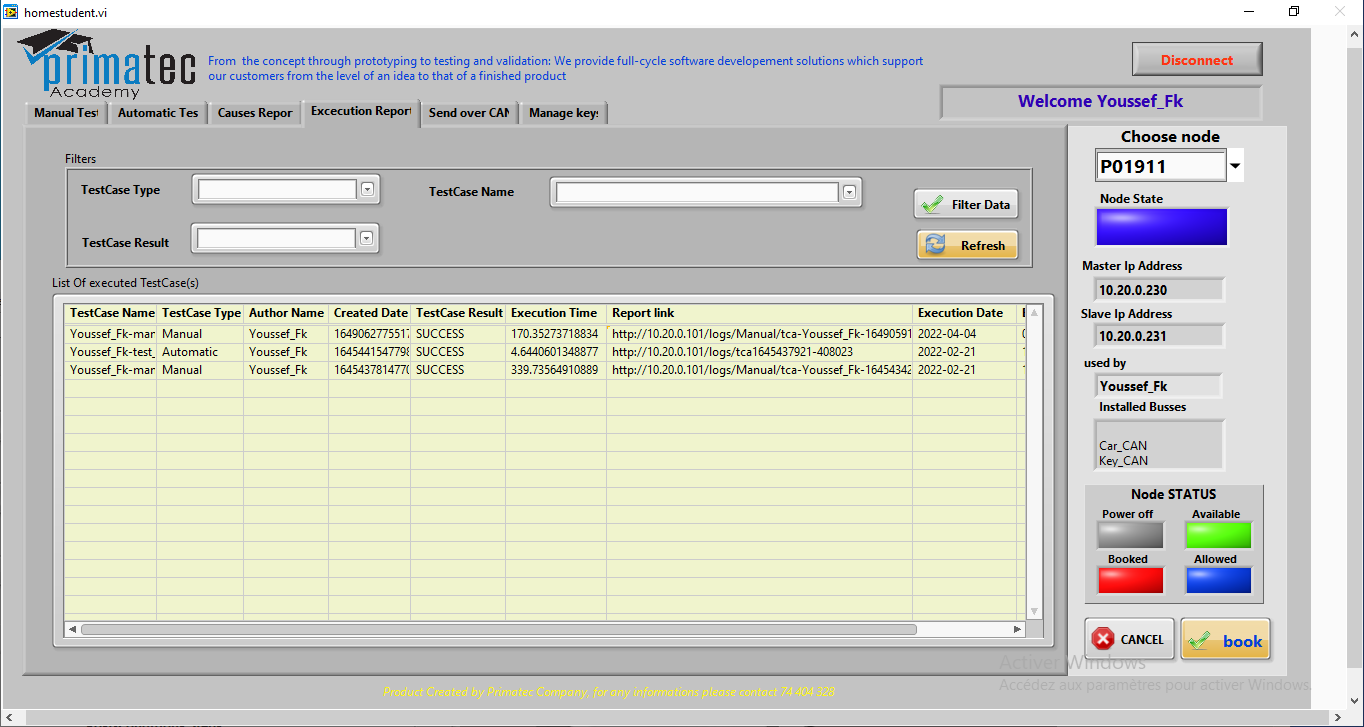 homestudent.vi
primatec
Academy
From the concept through prototyping to testing and validation: We provide full-cycle software developement solutions which support
our customers from the level of an idea to that of a finished product
Disconnect
Welcome Youssef_Fk
Manual Test Automatic Tes Causes Repor Excecution Report Send over CAN Manage keys
Choose node
P01911
Node State
Master Ip Address
10.20.0.230
Slave Ip Address
10.20.0.231
used by
Youssef_Fk
Installed Busses
Car_CAN
Key_CAN
Node STATUS
Power off Available
Booked Allowed
CANCEL book
Filters
TestCase Type TestCase Name
Filter Data
TestCase Result
Refresh
List Of executed TestCase(s)
TestCase Name TestCase Type Author Name Created Date TestCase Result Execution Time Report link Execution Date
Youssef_Fk-mar Manual Youssef_Fk 164906277551 SUCCESS 170.35273718834 http://10.20.0.101/logs/Manual/tca-Youssef_Fk-16490591 2022-04-04
Youssef_Fk-test_ Automatic Youssef_Fk 164544154779 SUCCESS 4.6440601348877 http://10.20.0.101/logs/tca1645437921-408023 2022-02-21
Youssef_Fk-mar Manual Youssef_Fk 164543781477 SUCCESS 339.73564910889 http://10.20.0.101/logs/Manual/tca-Youssef_Fk-16454342 2022-02-21
Activer Windows
Accédez aux paramètres pour activer Windows.
Product Created by Primatec Company, for any informations please contact 74 404 328